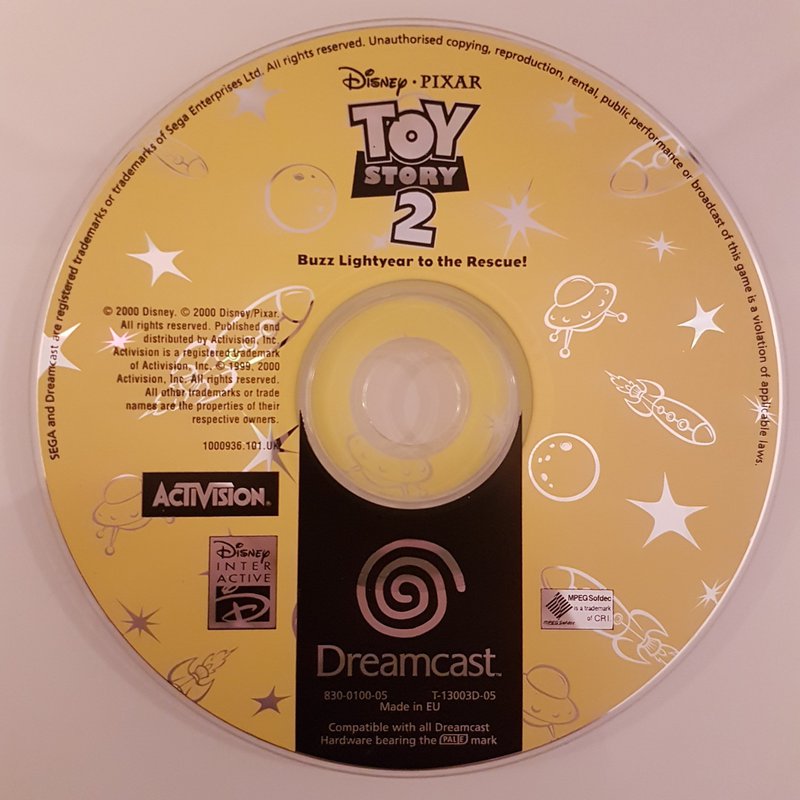 SEGA and Dreamcast are registered trademarks or trademarks of Sega Enterprises Ltd. All rights reserved. Unauthorised copying, reproduction, rental, public performance or broadcast of this game is a violation of applicable laws.
Disney · PIXAR
TOY
STORY
2
Buzz Lightyear to the Rescue!
© 2000 Disney. © 2000 Disney/Pixar.
All rights reserved. Published and
distributed by Activision, Inc.
Activision is a registered trademark
of Activision, Inc. © 1999, 2000
Activision, Inc. All rights reserved.
All other trademarks or trade
names are the properties of their
respective owners.
1000936.101.UK
ACTIVISION®
Disney
INTER
ACTIVE
D
MPEG Sofdec
is a trademark
of CRI.
MPEG Sofdec
Dreamcast™
830-0100-05 T-13003D-05
Made in EU
Compatible with all Dreamcast
Hardware bearing the PAL/E mark